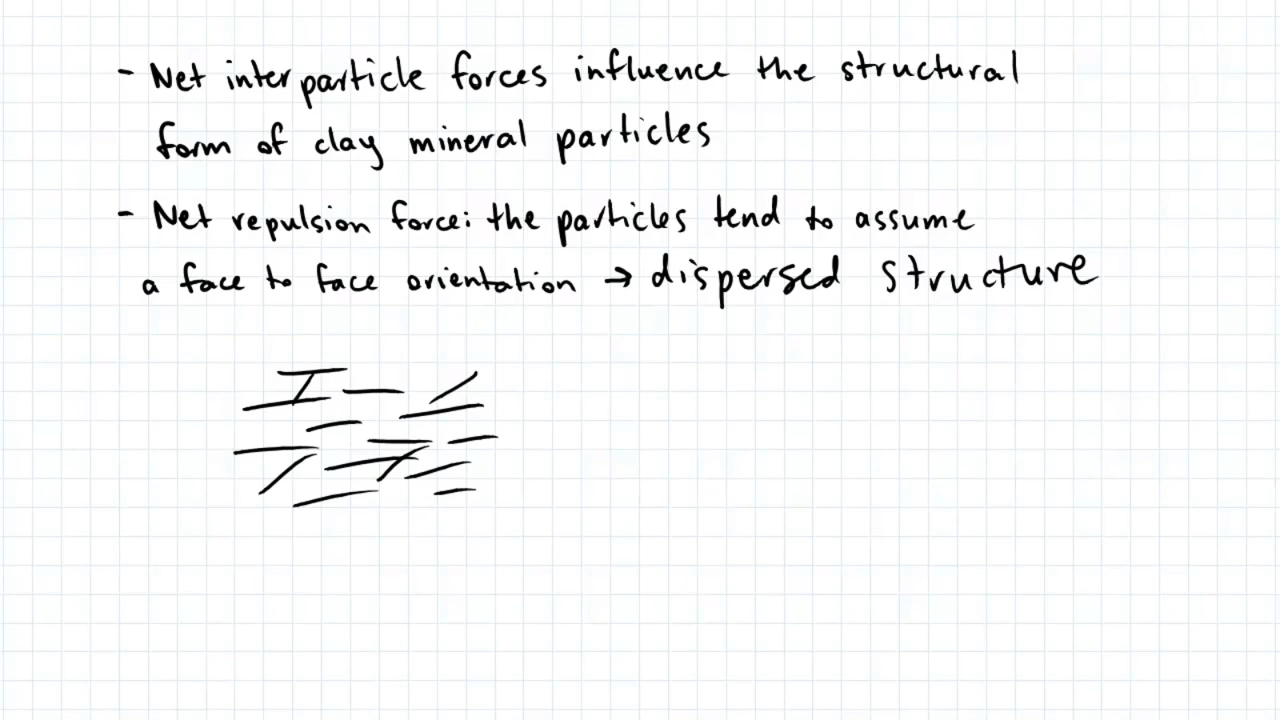 - Net interparticle forces influence the structural
form of clay mineral particles
- Net repulsion force: the particles tend to assume
a face to face orientation → dispersed structure